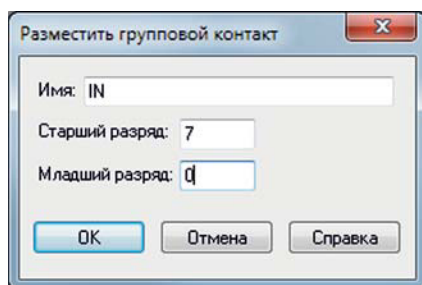 Разместить групповой контакт
Имя: IN
Старший разряд: 7
Младший разряд: 0
OK Отмена Справка